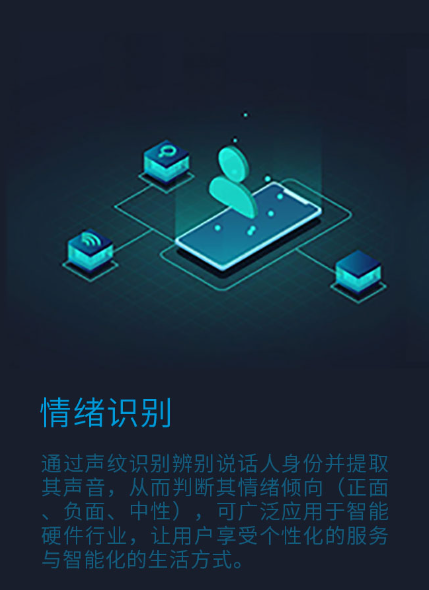 情绪识别
通过声纹识别辨别说话人身份并提取
其声音，从而判断其情绪倾向（正面
、负面、中性），可广泛应用于智能
硬件行业，让用户享受个性化的服务
与智能化的生活方式。